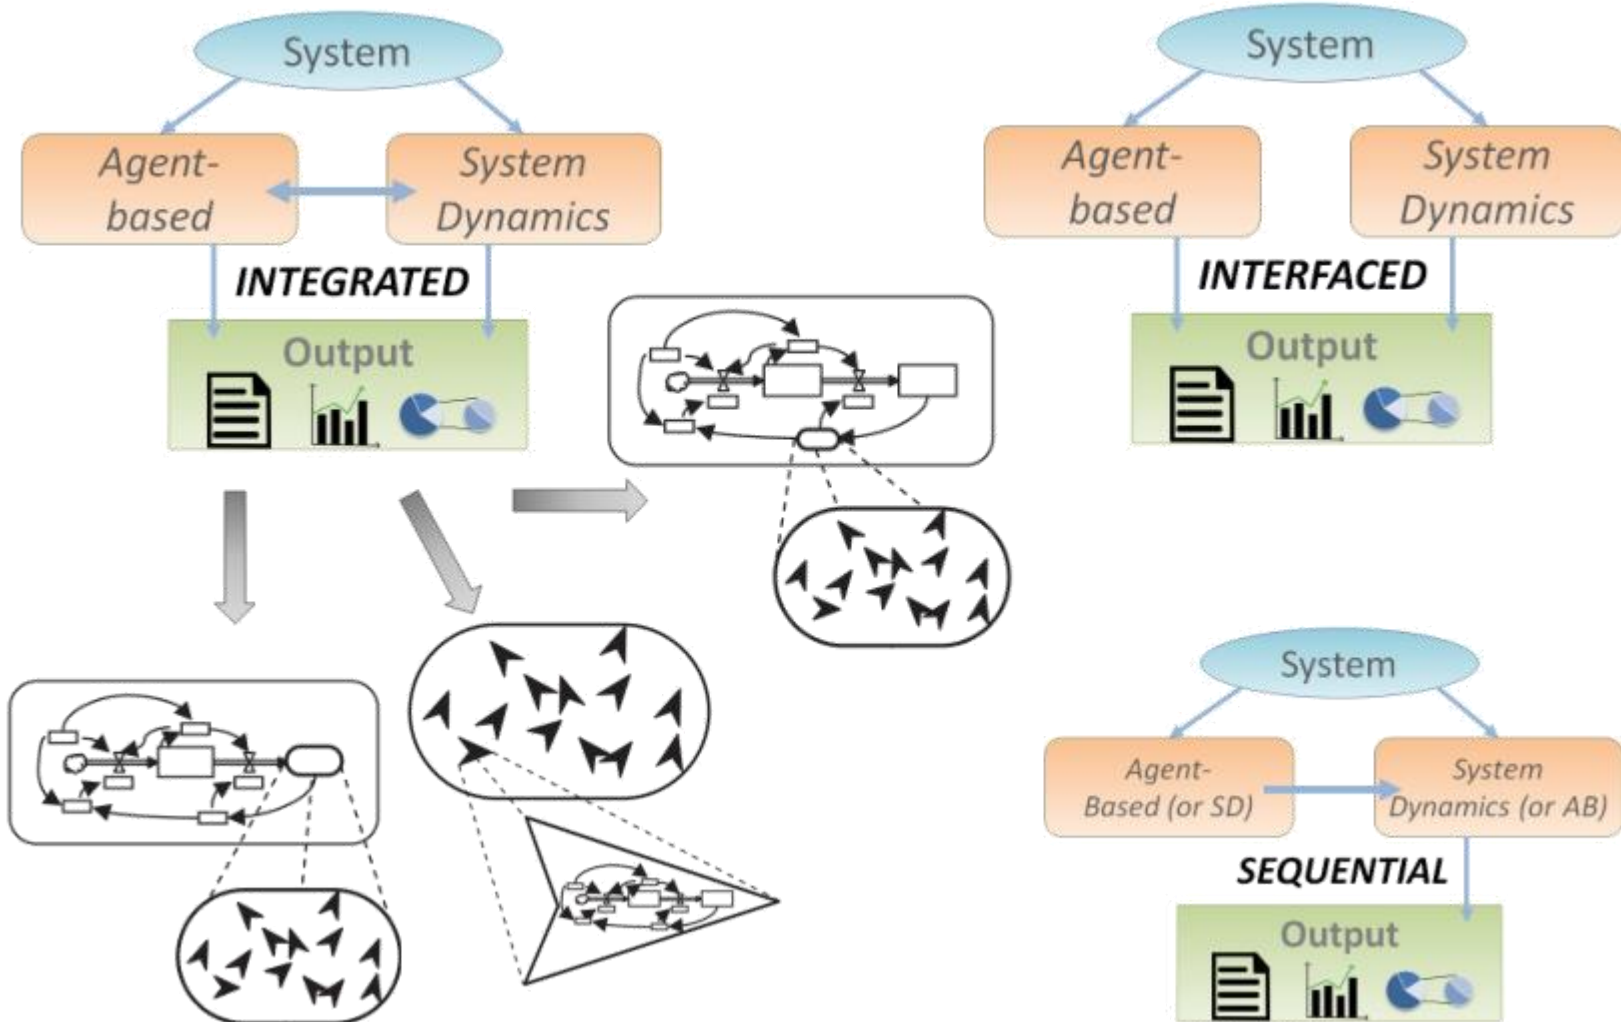 System
Agent-
based
System
Dynamics
INTEGRATED
Output
System
Agent-
based
System
Dynamics
INTERFACED
Output
System
Agent-
Based (or SD)
System
Dynamics (or AB)
SEQUENTIAL
Output